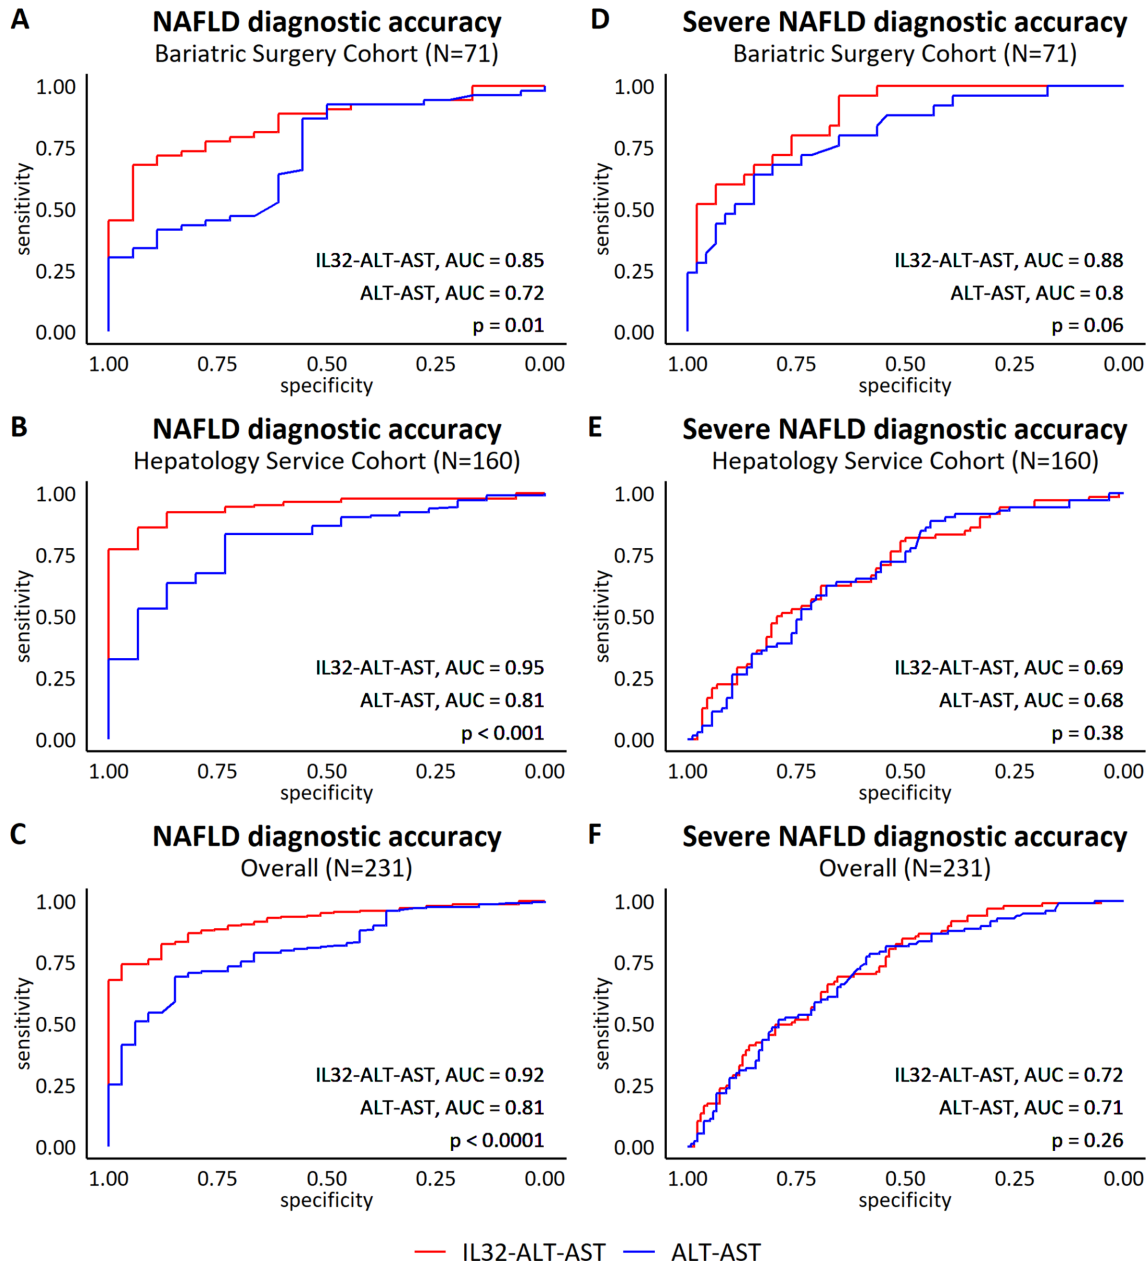 A
NAFLD diagnostic accuracy
Bariatric Surgery Cohort (N=71)
1.00
0.75
0.50
0.25
0.00
sensitivity
IL32-ALT-AST, AUC = 0.85
ALT-AST, AUC = 0.72
p = 0.01
1.00 0.75 0.50 0.25 0.00
specificity
D
Severe NAFLD diagnostic accuracy
Bariatric Surgery Cohort (N=71)
1.00
0.75
0.50
0.25
0.00
sensitivity
IL32-ALT-AST, AUC = 0.88
ALT-AST, AUC = 0.8
p = 0.06
1.00 0.75 0.50 0.25 0.00
specificity
B
NAFLD diagnostic accuracy
Hepatology Service Cohort (N=160)
1.00
0.75
0.50
0.25
0.00
sensitivity
IL32-ALT-AST, AUC = 0.95
ALT-AST, AUC = 0.81
p < 0.001
1.00 0.75 0.50 0.25 0.00
specificity
E
Severe NAFLD diagnostic accuracy
Hepatology Service Cohort (N=160)
1.00
0.75
0.50
0.25
0.00
sensitivity
IL32-ALT-AST, AUC = 0.69
ALT-AST, AUC = 0.68
p = 0.38
1.00 0.75 0.50 0.25 0.00
specificity
C
NAFLD diagnostic accuracy
Overall (N=231)
1.00
0.75
0.50
0.25
0.00
sensitivity
IL32-ALT-AST, AUC = 0.92
ALT-AST, AUC = 0.81
p < 0.0001
1.00 0.75 0.50 0.25 0.00
specificity
F
Severe NAFLD diagnostic accuracy
Overall (N=231)
1.00
0.75
0.50
0.25
0.00
sensitivity
IL32-ALT-AST, AUC = 0.72
ALT-AST, AUC = 0.71
p = 0.26
1.00 0.75 0.50 0.25 0.00
specificity
IL32-ALT-AST ALT-AST